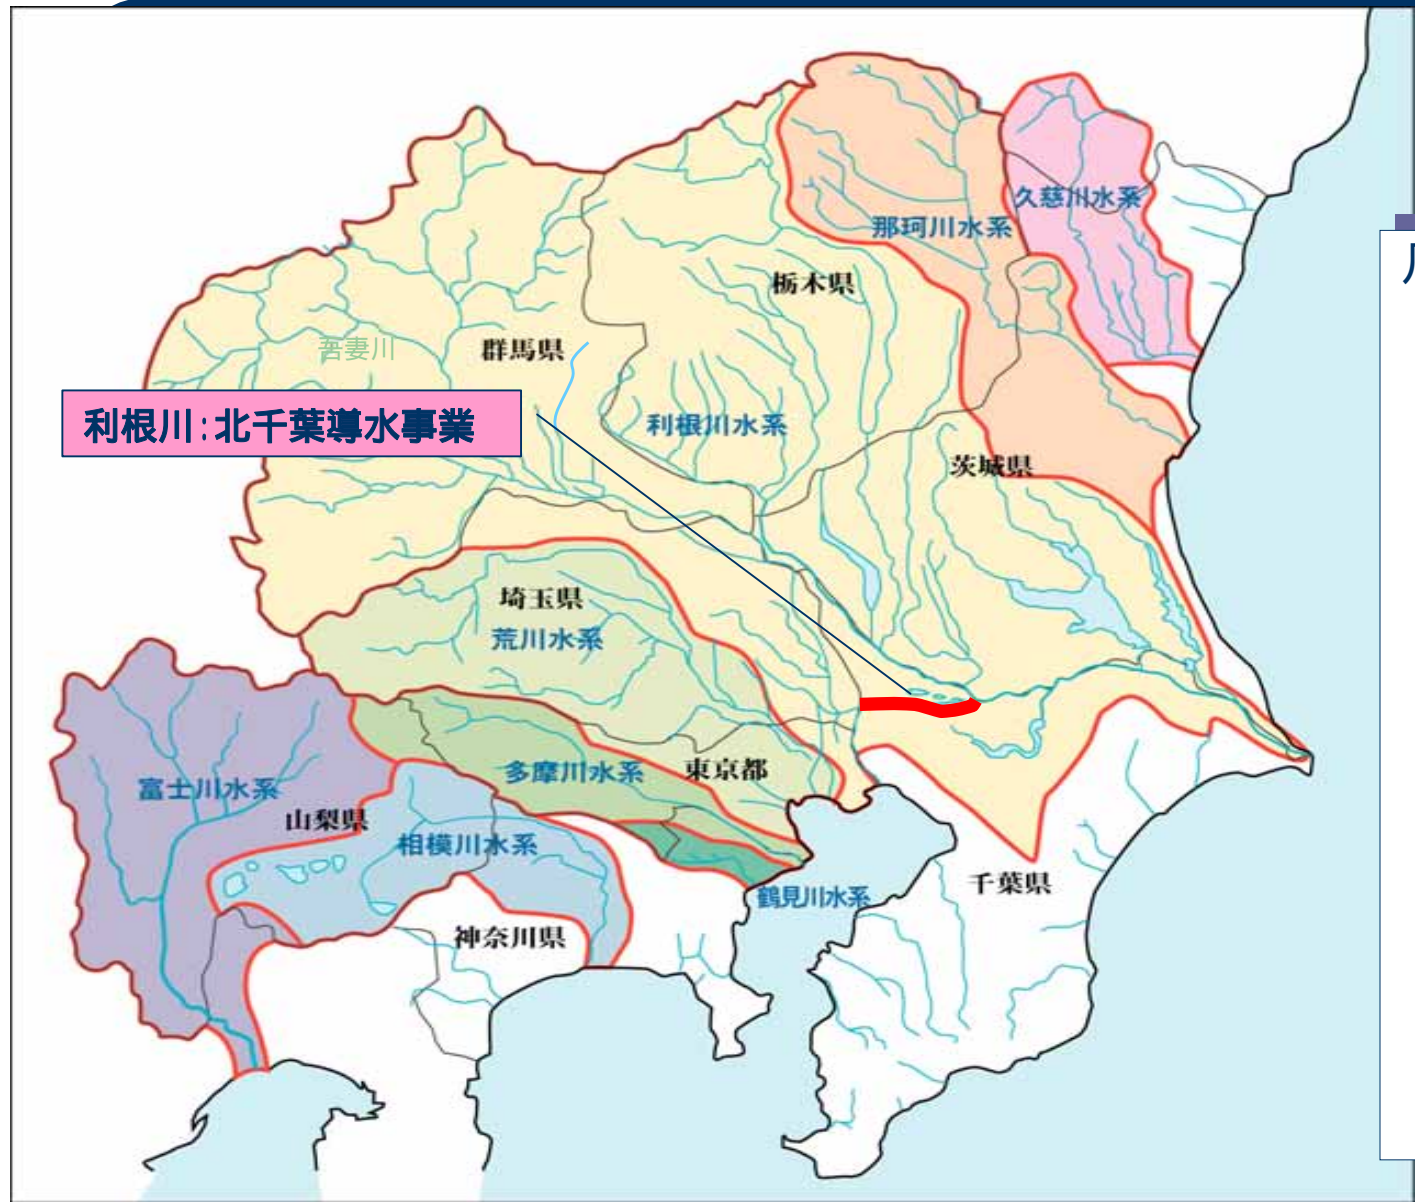 久慈川水系
那珂川水系
栃木県
吾妻川
群馬県
利根川:北千葉導水事業
利根川水系
茨城県
埼玉県
荒川水系
富士川水系
多摩川水系
東京都
山梨県
相模川水系
千葉県
鶴見川水系
神奈川県